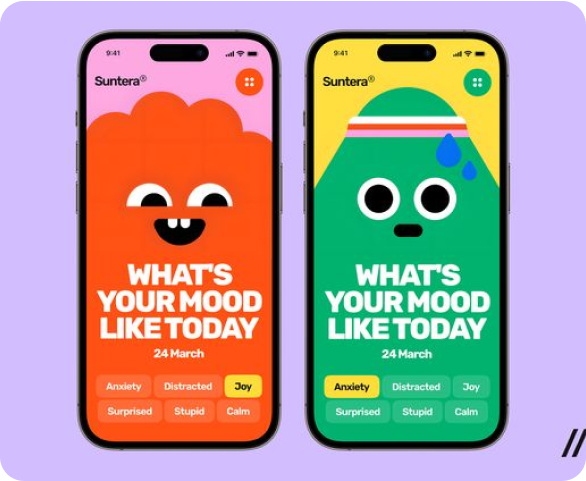 9:41
Suntera®
WHAT'S
YOUR MOOD
LIKE TODAY
24 March
Anxiety Distracted Joy
Surprised Stupid Calm
9:41
Suntera®
WHAT'S
YOUR MOOD
LIKE TODAY
24 March
Anxiety Distracted Joy
Surprised Stupid Calm
//